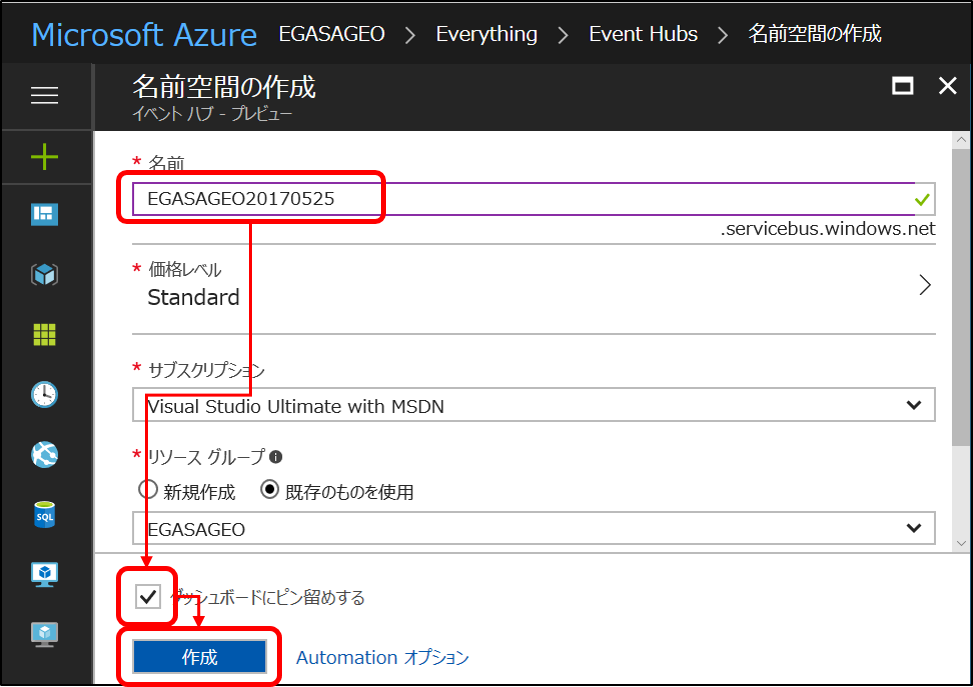 Microsoft Azure EGASAGEO > Everything > Event Hubs > 名前空間の作成
名前空間の作成
イベント ハブ - プレビュー
* 名前
EGASAGEO20170525
.servicebus.windows.net
* 価格レベル
Standard
* サブスクリプション
Visual Studio Ultimate with MSDN
* リソース グループ
新規作成 既存のものを使用
EGASAGEO
ダッシュボードにピン留めする
作成 Automation オプション
SQL